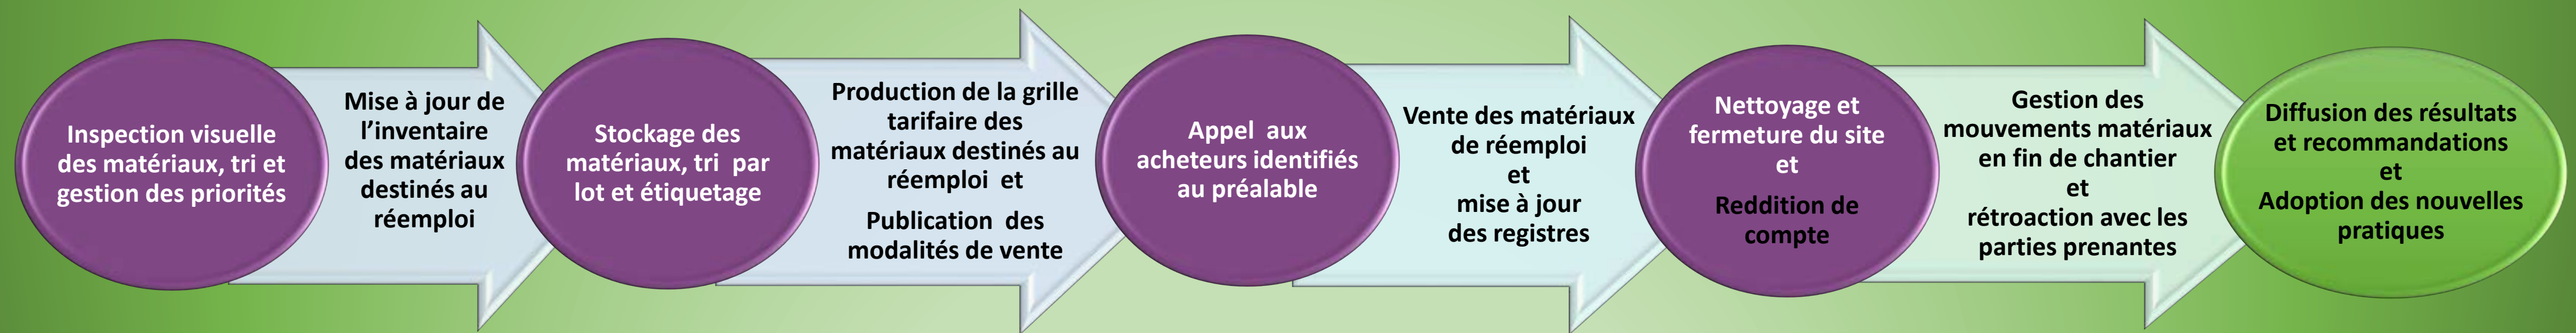 Inspection visuelle
des matériaux, tri et
gestion des priorités
Mise à jour de
l’inventaire
des matériaux
destinés au
réemploi
Stockage des
matériaux, tri par
lot et étiquetage
Production de la grille
tarifaire des
matériaux destinés au
réemploi et
Publication des
modalités de vente
Appel aux
acheteurs identifiés
au préalable
Vente des matériaux
de réemploi
et
mise à jour
des registres
Nettoyage et
fermeture du site
et
Reddition de
compte
Gestion des
mouvements matériaux
en fin de chantier
et
rétroaction avec les
parties prenantes
Diffusion des résultats
et recommandations
et
Adoption des nouvelles
pratiques